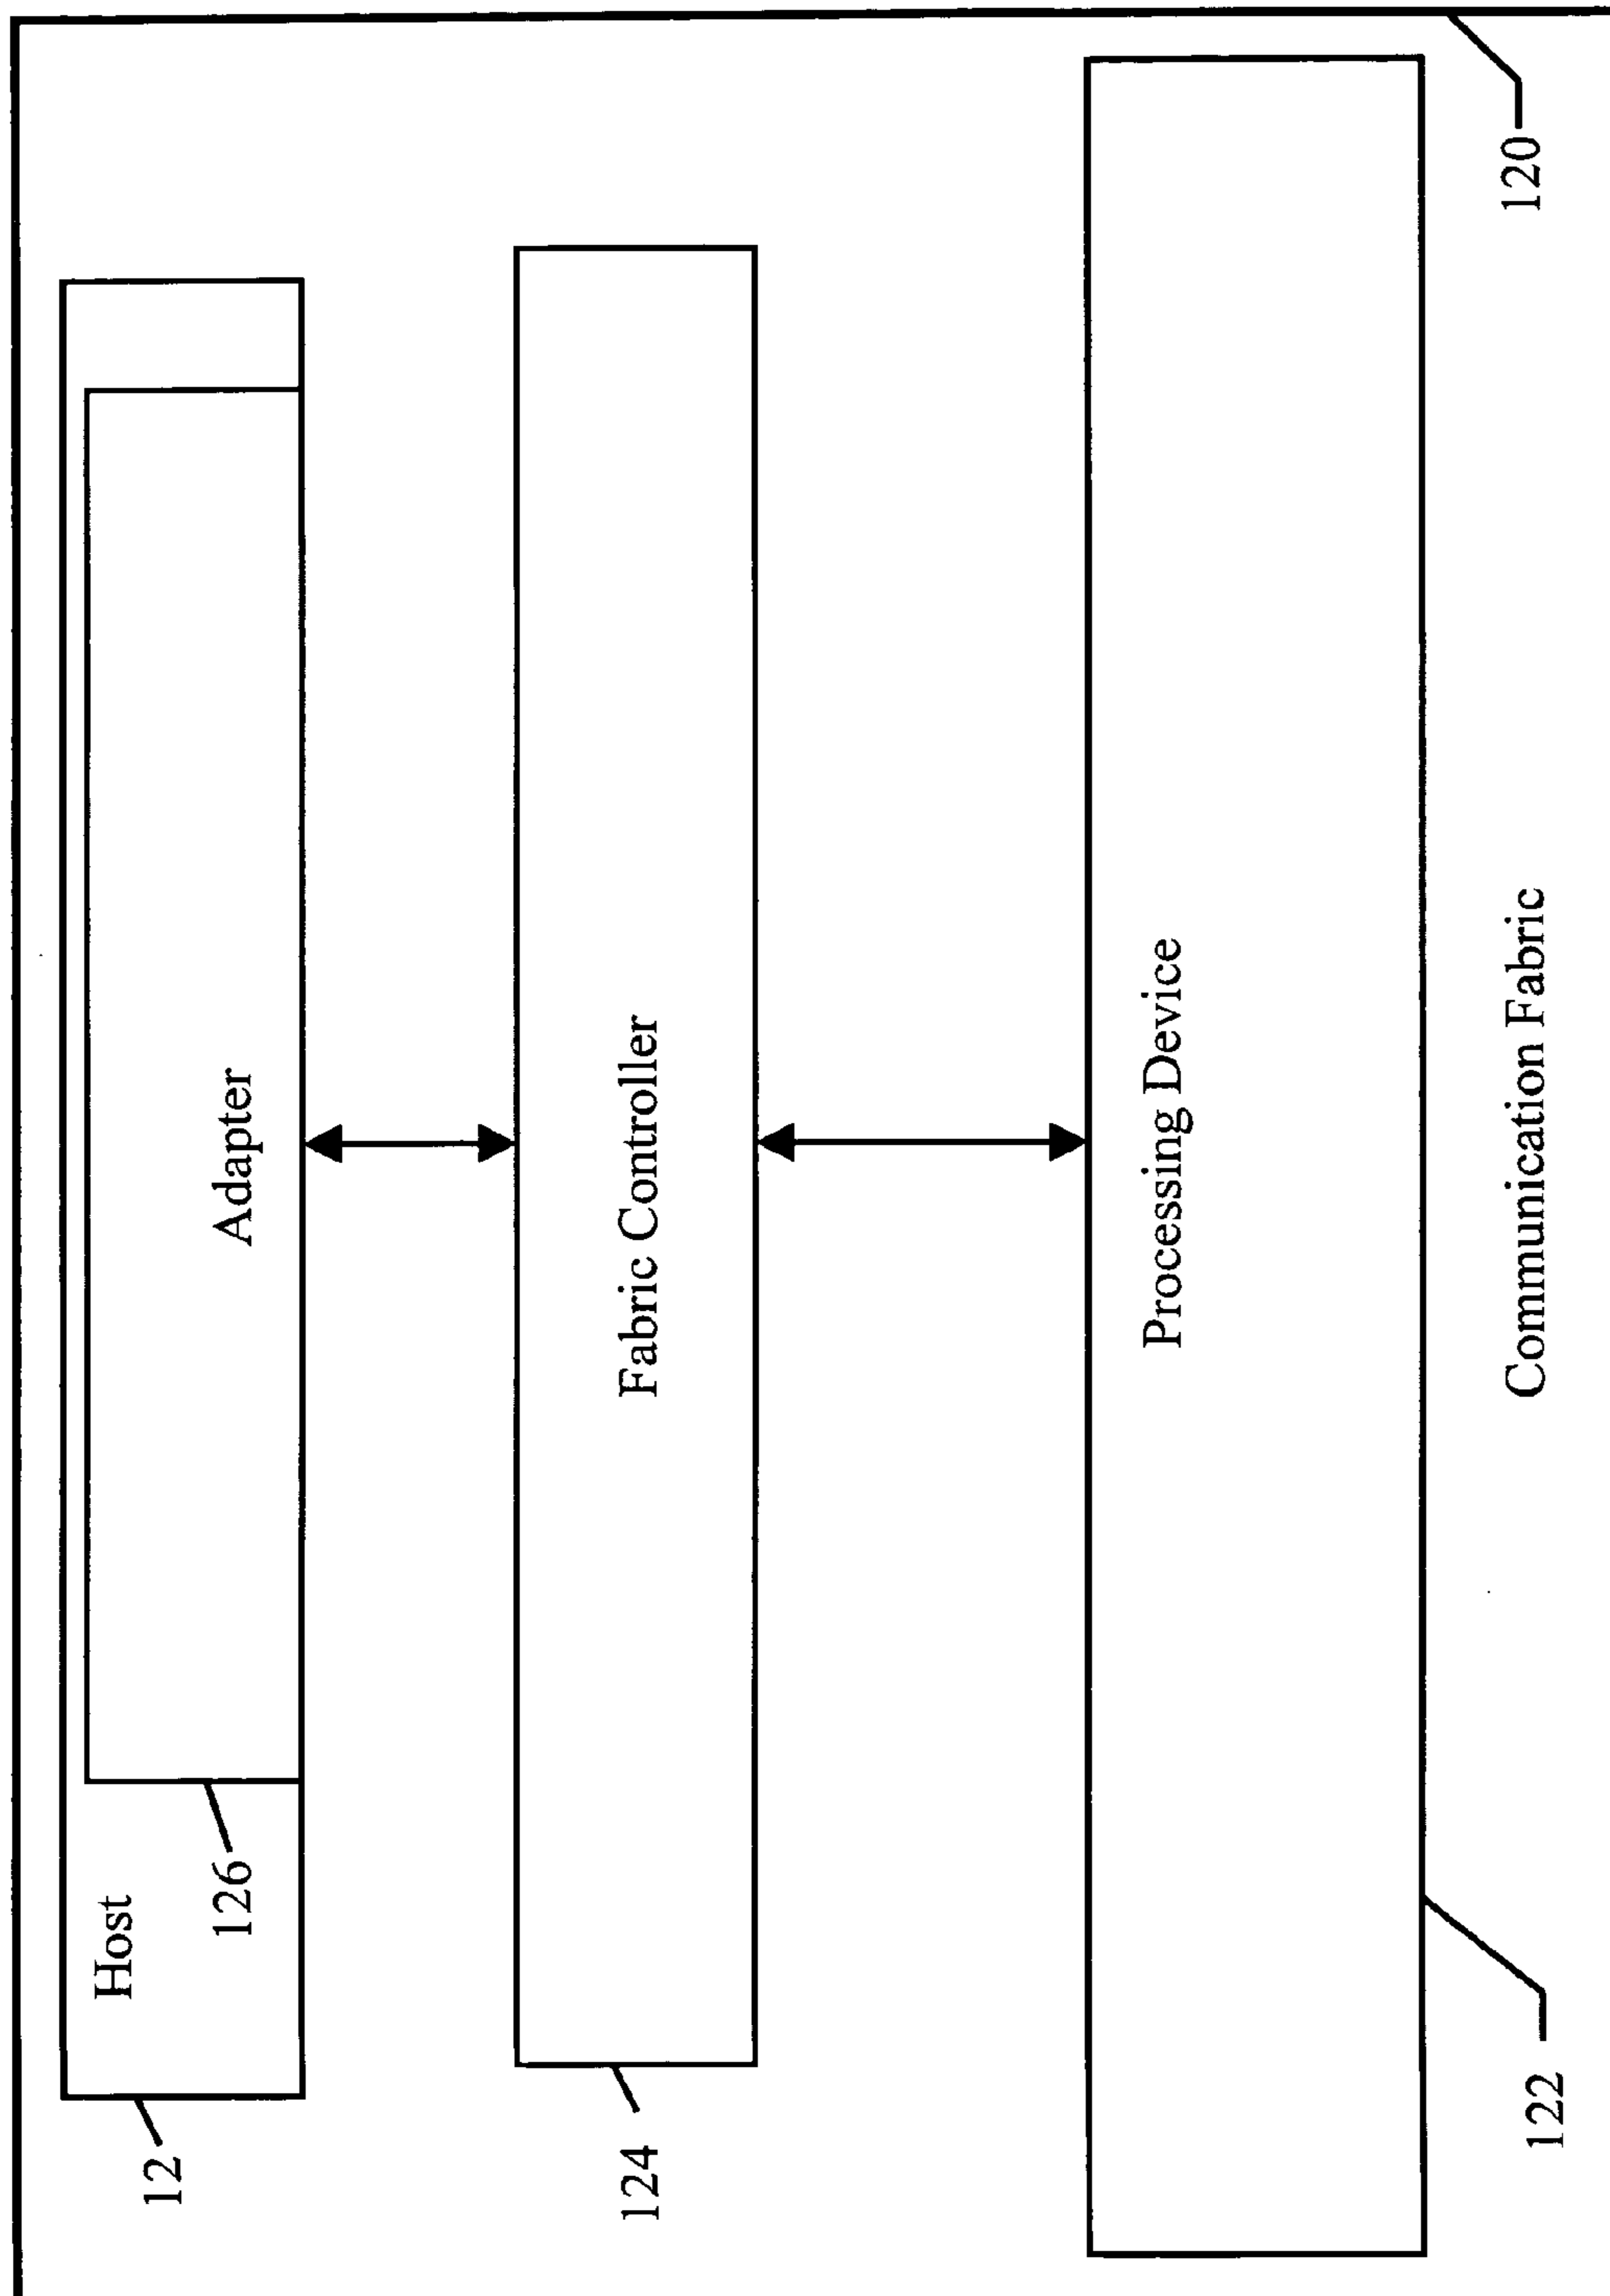 12
Host
126
Adapter
124
Fabric Controller
Processing Device
122
Communication Fabric
120